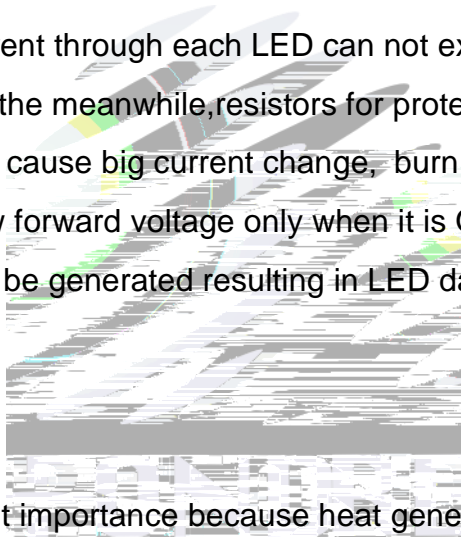 ent through each LED can not ex
the meanwhile,resistors for prote
cause big current change, burn
forward voltage only when it is
be generated resulting in LED da
t importance because heat gene